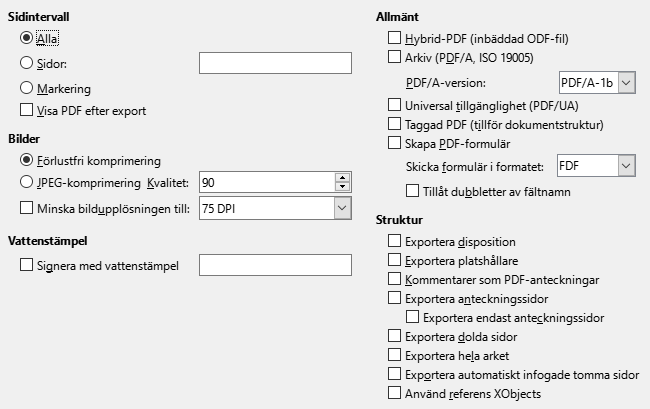 Sidintervall
Alla
Sidor:
Markering
Visa PDF efter export
Bilder
Förlustfri komprimering
JPEG-komprimering Kvalitet: 90
Minska bildupplösningen till: 75 DPI
Vattenstämpel
Signera med vattenstämpel
Allmänt
Hybrid-PDF (inbäddad ODF-fil)
Arkiv (PDF/A, ISO 19005)
PDF/A-version: PDF/A-1b
Universal tillgänglighet (PDF/UA)
Taggad PDF (tillför dokumentstruktur)
Skapa PDF-formulär
Skicka formulär i formatet: FDF
Tillåt dubbletter av fältnamn
Struktur
Exportera disposition
Exportera platshållare
Kommentarer som PDF-anteckningar
Exportera anteckningssidor
Exportera endast anteckningssidor
Exportera dolda sidor
Exportera hela arket
Exportera automatiskt infogade tomma sidor
Använd referens XObjects